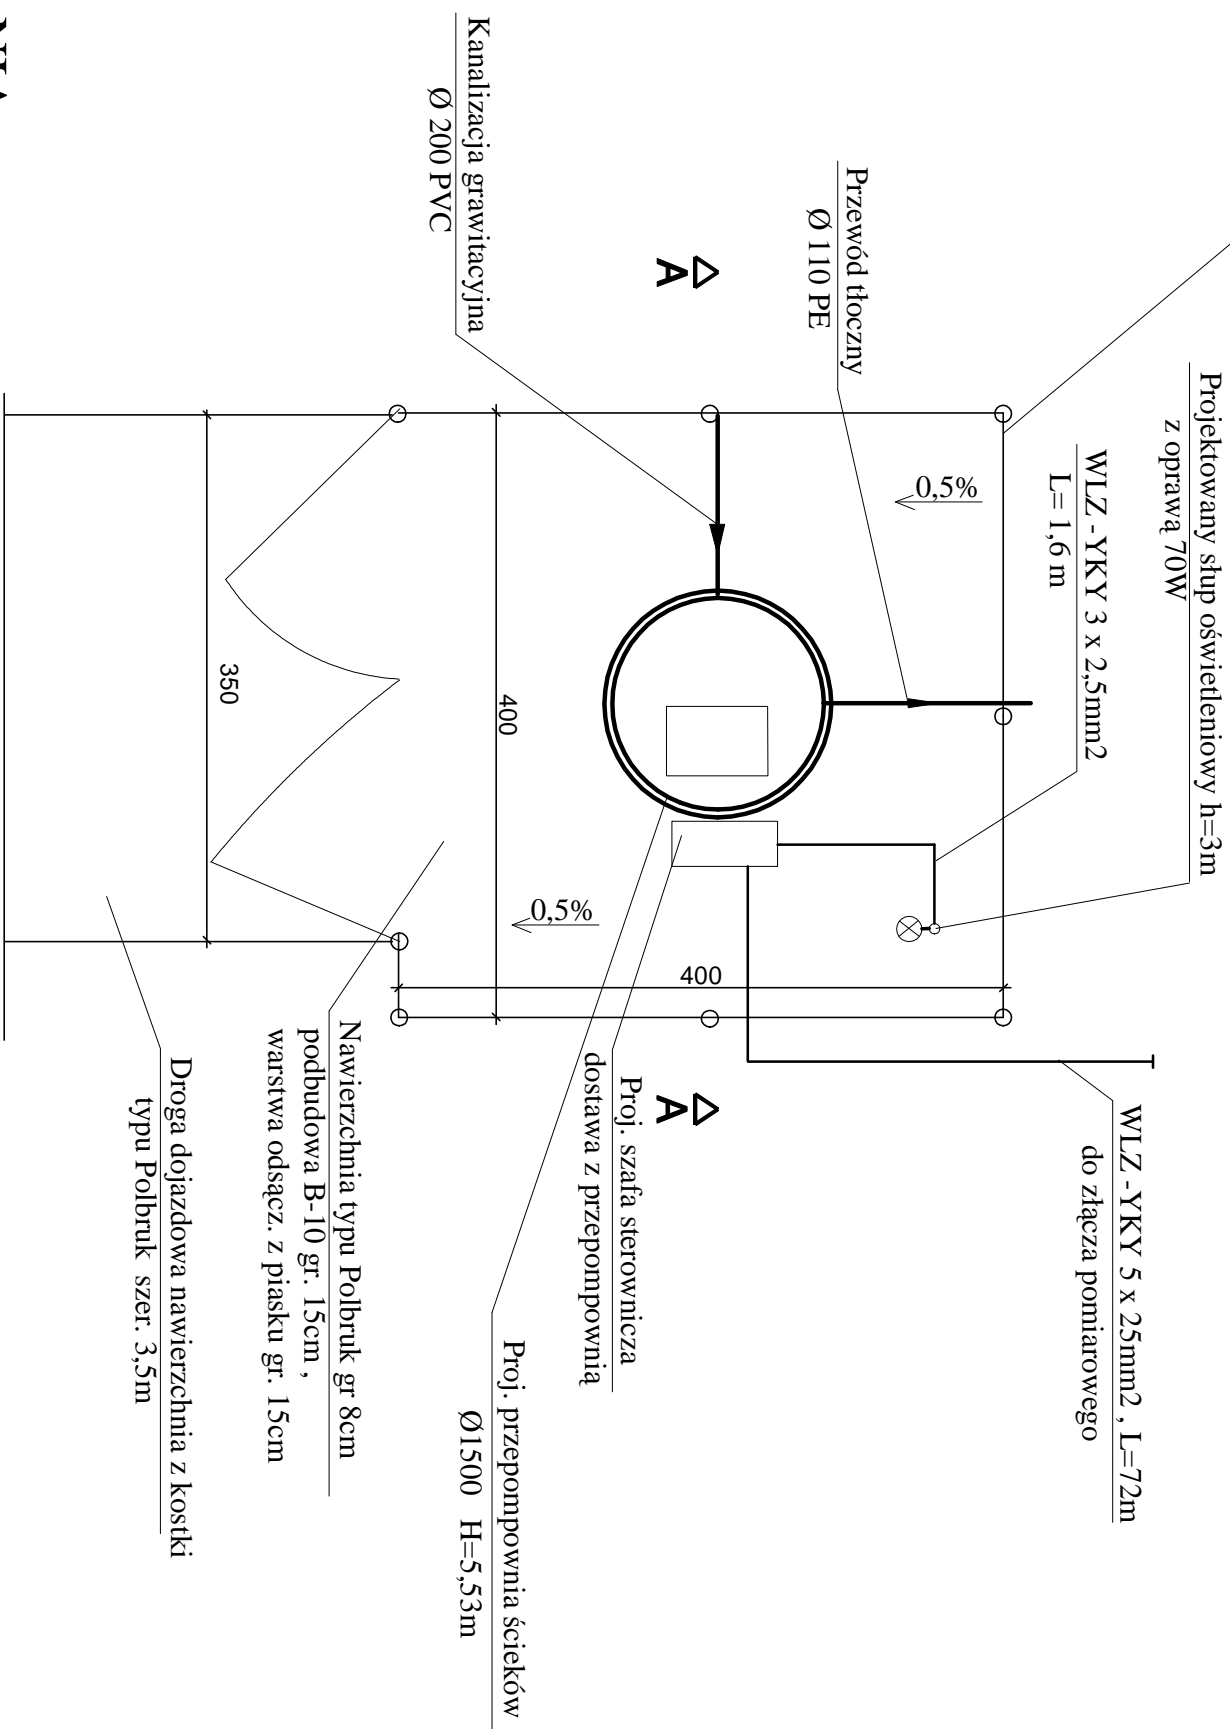 Projektowany słup oświetleniowy h=3m
z oprawą 70W
WLZ -YKY 3 x 2,5mm2
L= 1,6 m
WLZ -YKY 5 x 25mm2 , L=72m
do złącza pomiarowego
Przewód tłoczny
Ø 110 PE
0,5%
A
A
400
Proj. szafa sterownicza
dostawa z przepompownią
0,5%
Kanalizacja grawitacyjna
Ø 200 PVC
400
Proj. przepompownia ścieków
Ø1500 H=5,53m
Nawierzchnia typu Polbruk gr 8cm
podbudowa B-10 gr. 15cm ,
warstwa odsącz. z piasku gr. 15cm
350
Droga dojazdowa nawierzchnia z kostki
typu Polbruk szer. 3,5m